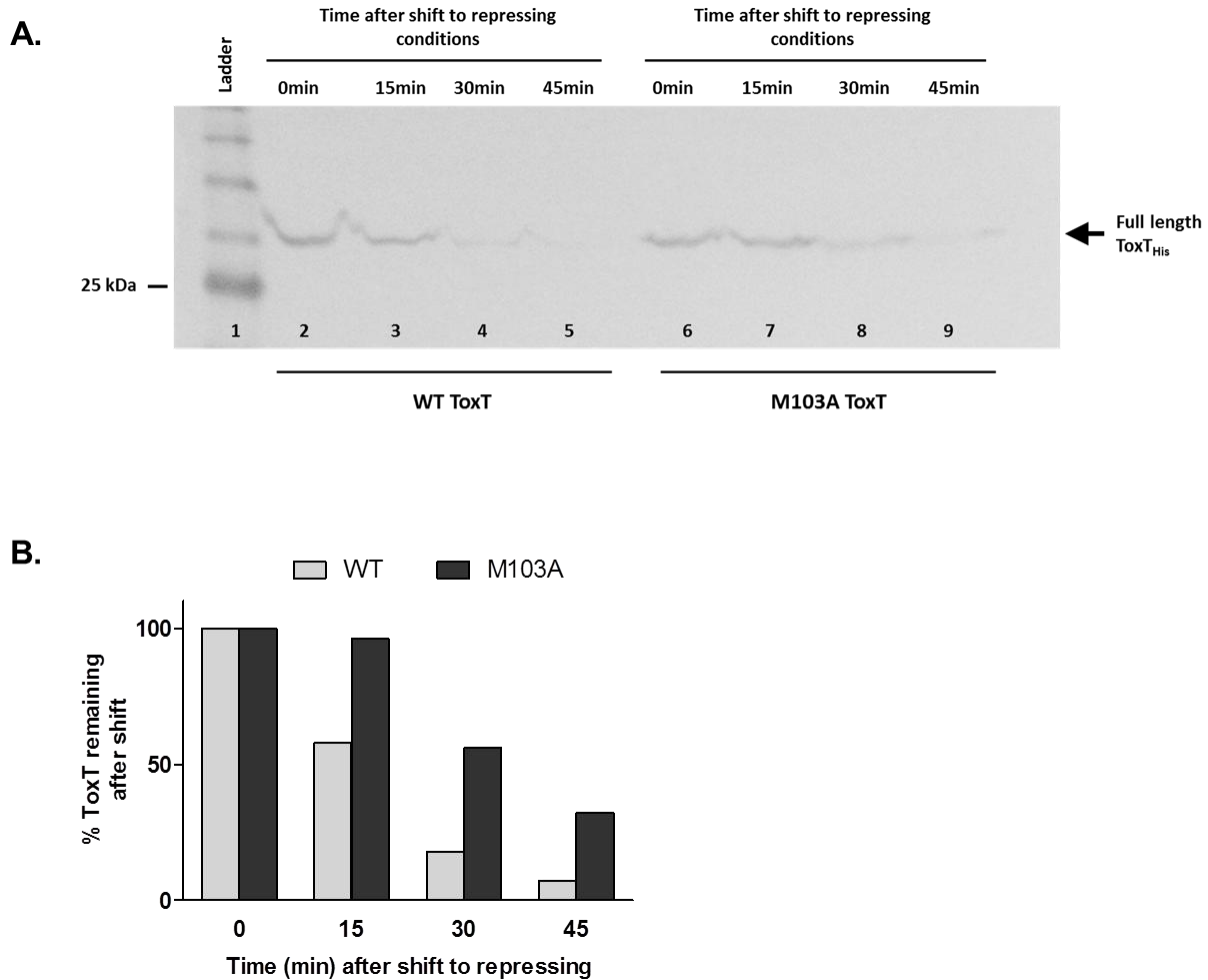 A.
Ladder
Time after shift to repressing
conditions
Time after shift to repressing
conditions
0min 15min 30min 45min 0min 15min 30min 45min
Full length
ToxTHis
25 kDa
1 2 3 4 5 6 7 8 9
WT ToxT M103A ToxT
B.
WT M103A
% ToxT remaining
after shift
100
50
0
0 15 30 45
Time (min) after shift to repressing